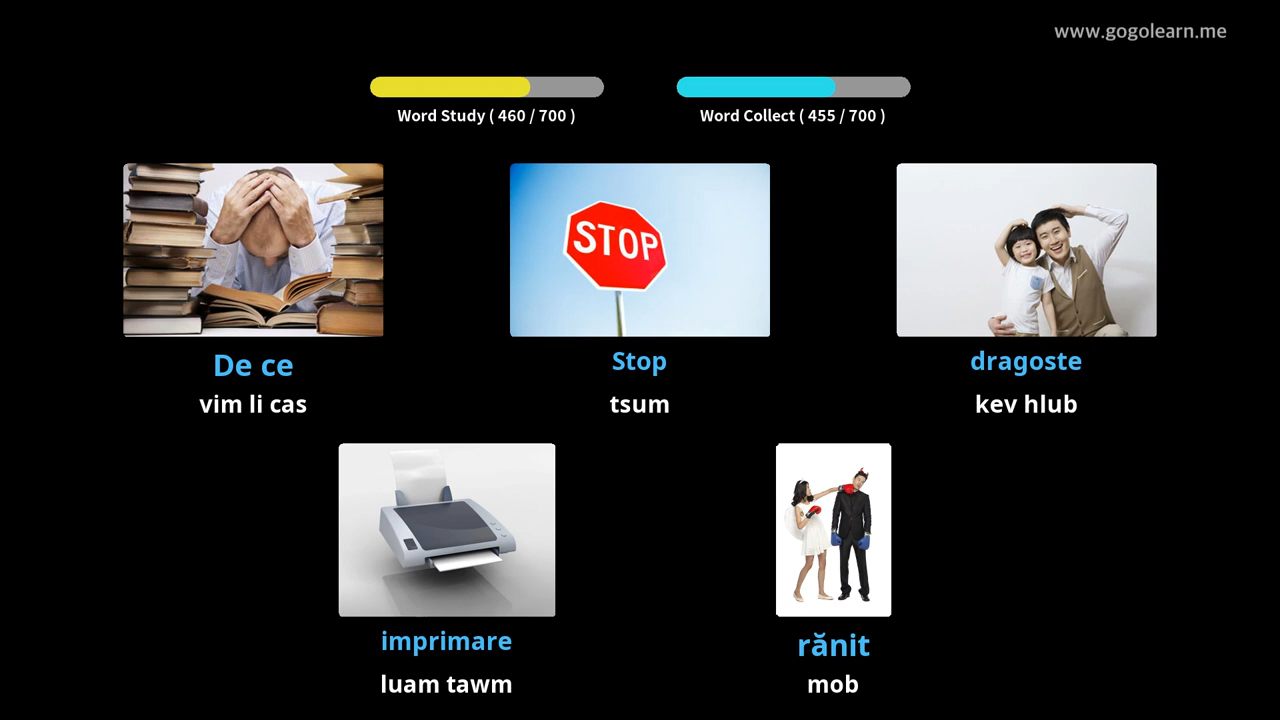 www.gogolearn.me
Word Study ( 460 / 700 )
Word Collect ( 455 / 700 )
STOP
De ce
vim li cas
Stop
tsum
dragoste
kev hlub
imprimare
luam tawm
rănit
mob